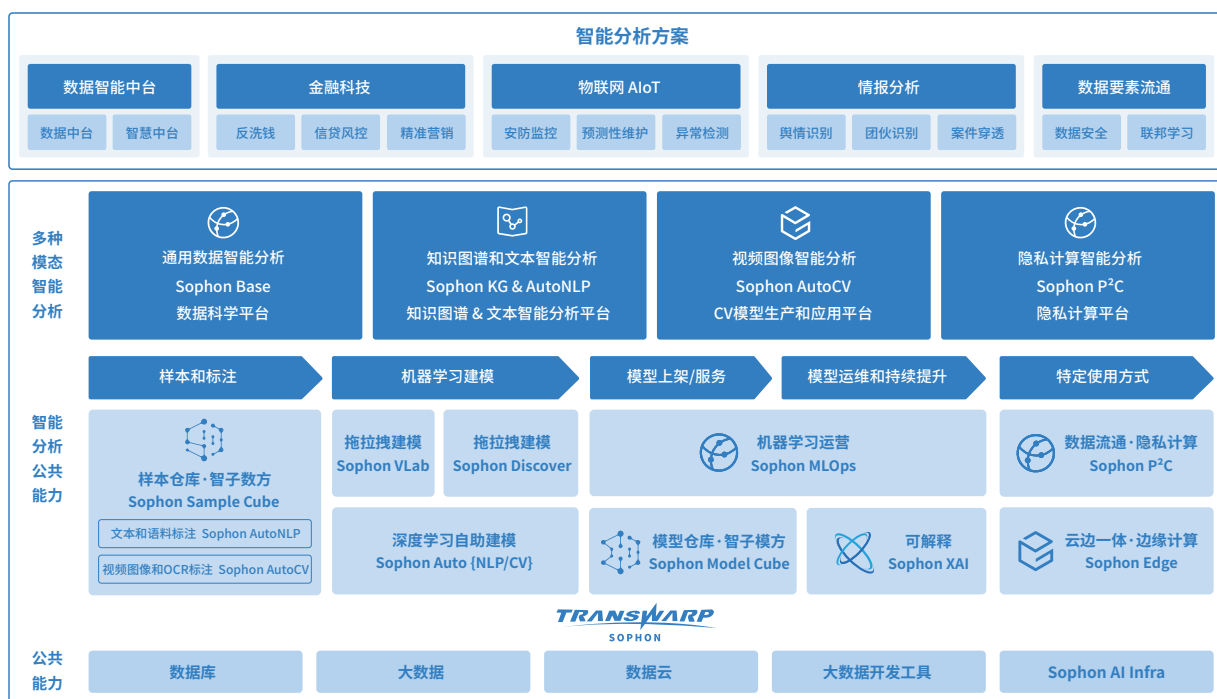 智能分析方案
数据智能中台
金融科技
物联网 AIoT
情报分析
数据要素流通
数据中台
智慧中台
反洗钱
信贷风控
精准营销
安防监控
预测性维护
异常检测
舆情识别
团伙识别
案件穿透
数据安全
联邦学习
多种
模态
智能
分析
通用数据智能分析
Sophon Base
数据科学平台
知识图谱和文本智能分析
Sophon KG & AutoNLP
知识图谱 & 文本智能分析平台
视频图像智能分析
Sophon AutoCV
CV模型生产和应用平台
隐私计算智能分析
Sophon P²C
隐私计算平台
样本和标注
机器学习建模
模型上架/服务
模型运维和持续提升
特定使用方式
智能
分析
公共
能力
样本仓库·智子数方
Sophon Sample Cube
文本和语料标注 Sophon AutoNLP
视频图像和OCR标注 Sophon AutoCV
拖拉拽建模
Sophon VLab
拖拉拽建模
Sophon Discover
深度学习自助建模
Sophon Auto {NLP/CV}
机器学习运营
Sophon MLOps
模型仓库·智子模方
Sophon Model Cube
可解释
Sophon XAI
数据流通·隐私计算
Sophon P²C
云边一体·边缘计算
Sophon Edge
TRANSWARP
SOPHON
公共
能力
数据库
大数据
数据云
大数据开发工具
Sophon AI Infra